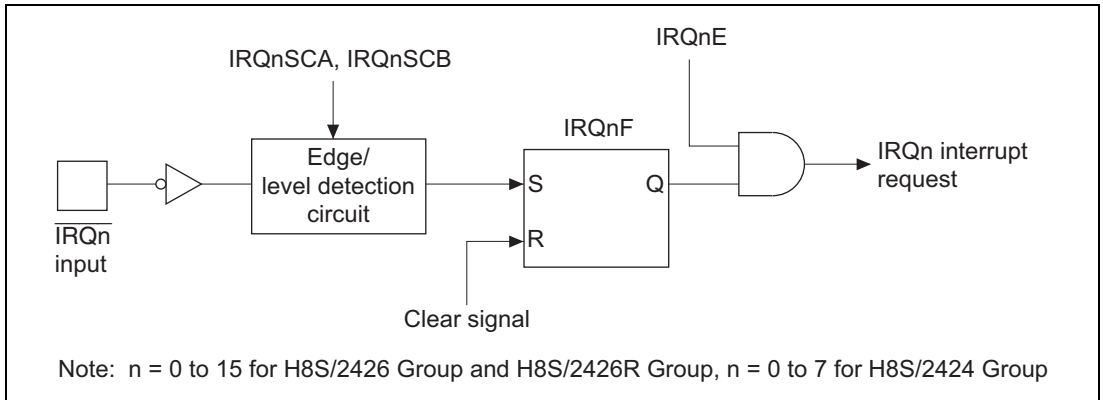 IRQnE
IRQnSCA, IRQnSCB
IRQnF
Edge/
level detection
circuit
S
Q
IRQn interrupt
request
IRQn
input
R
Clear signal
Note: n = 0 to 15 for H8S/2426 Group and H8S/2426R Group, n = 0 to 7 for H8S/2424 Group